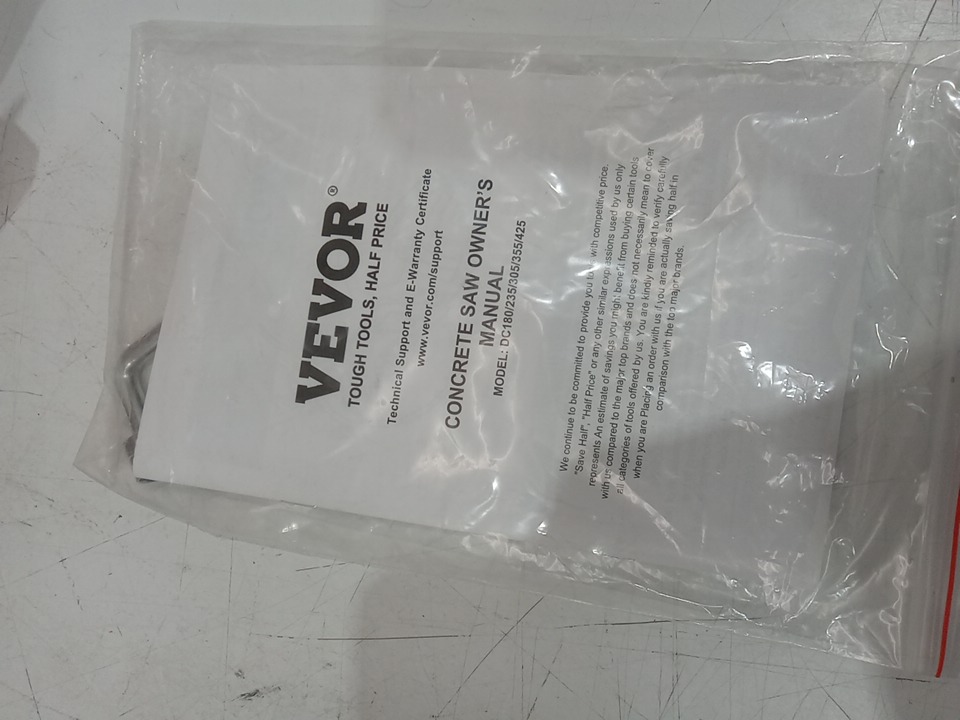 VEVOR®
TOUGH TOOLS, HALF PRICE
Technical Support and E-Warranty Certificate
www.vevor.com/support
CONCRETE SAW OWNER'S
MANUAL
MODEL: DC180/235/305/355/425
We continue to be committed to provide you with competitive price.
"Save Half", "Half Price" or any other similar expressions used by us only
represents An estimate of savings you might benefit from buying certain tools
with us compared to the major top brands and does not necessarily mean to cover
all categories of tools offered by us. You are kindly reminded to verify carefully
when you are Placing an order with us if you are actually saving half in
comparison with the to major brands.